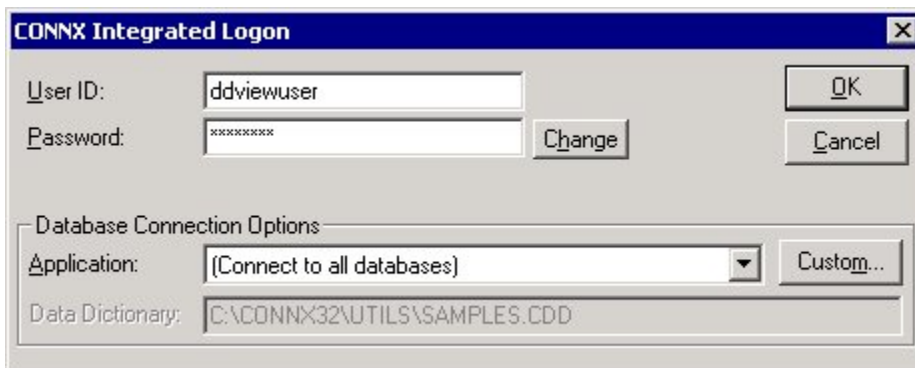 CONNX Integrated Logon
User ID: ddviewuser OK
Password: ******** Change Cancel
Database Connection Options
Application: (Connect to all databases) Custom...
Data Dictionary: C:\CONNX32\UTILS\SAMPLES.CDD